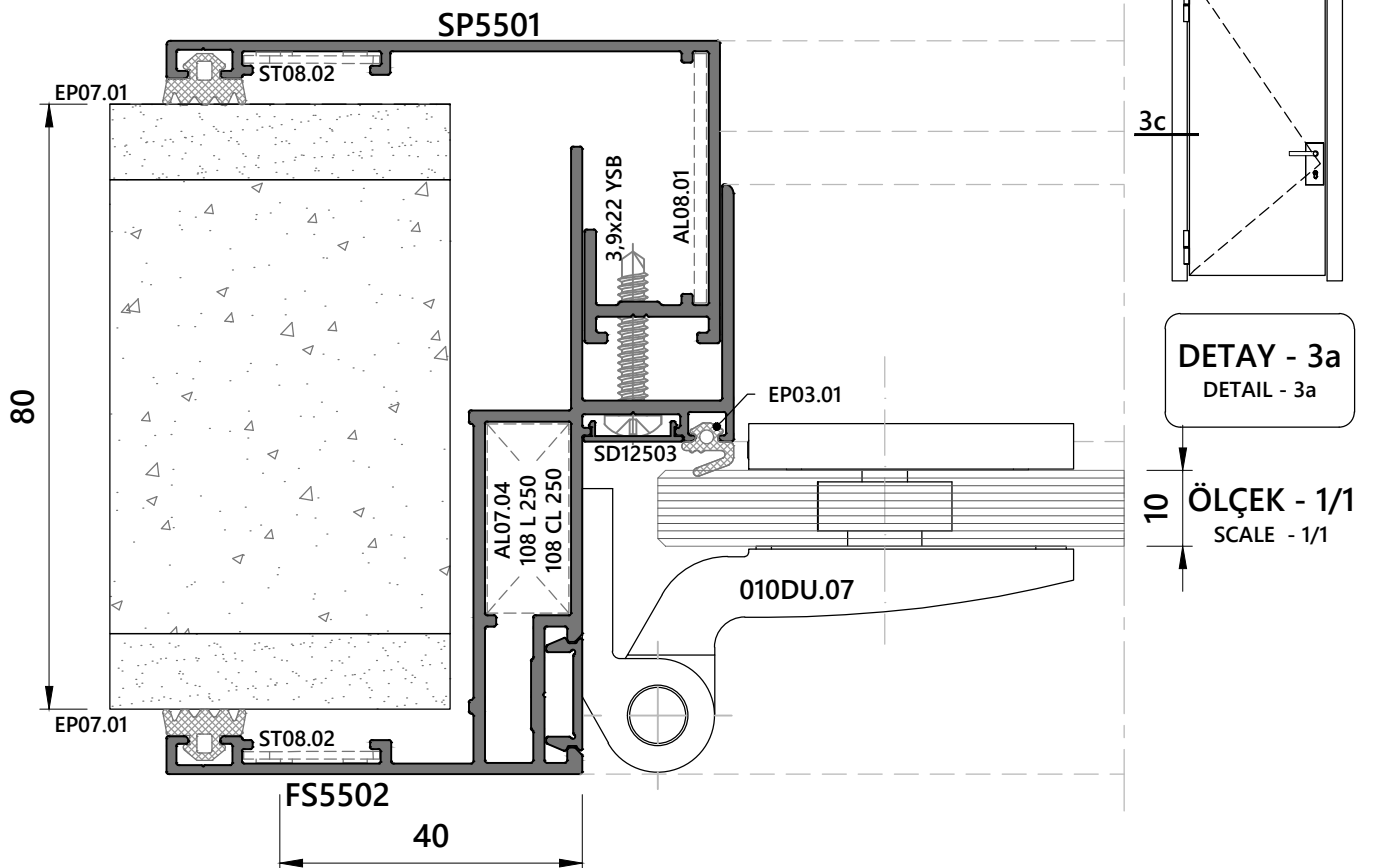 SP5501
ST08.02
EP07.01
3c
3,9x22 YSB
AL08.01
DETAY - 3a
DETAIL - 3a
80
EP03.01
SD12503
AL07.04
108 L 250
108 CL 250
10
ÖLÇEK - 1/1
SCALE - 1/1
010DU.07
EP07.01
ST08.02
FS5502
40